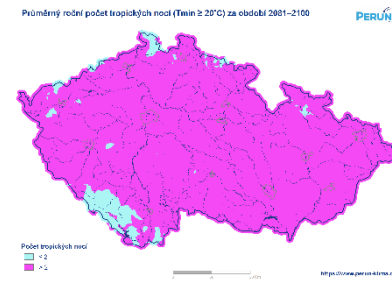 Průměrný roční počet tropických nocí (Tmin ≥ 20°C) za období 2081–2100
PERUN
Počet tropických nocí
< 2
> 2
https://www.perun-klima.c